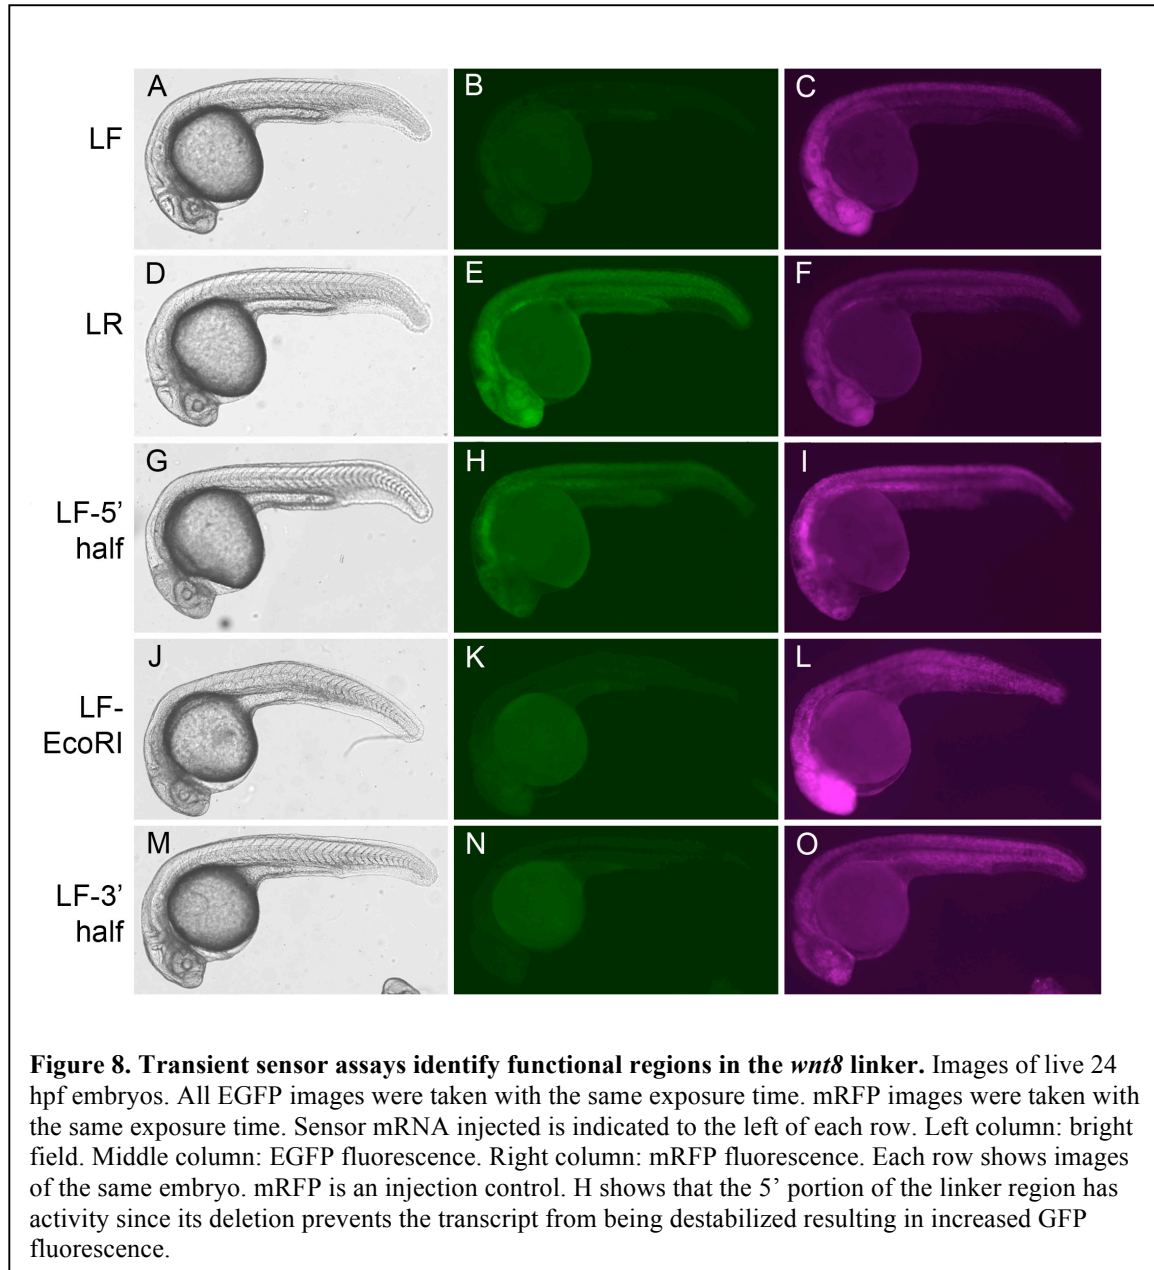 A
B
C
LF
D
E
F
LR
G
H
I
LF-5’
half
J
K
L
LF-
EcoRI
M
N
O
LF-3’
half
Figure 8. Transient sensor assays identify functional regions in the wnt8 linker. Images of live 24
hpf embryos. All EGFP images were taken with the same exposure time. mRFP images were taken with
the same exposure time. Sensor mRNA injected is indicated to the left of each row. Left column: bright
field. Middle column: EGFP fluorescence. Right column: mRFP fluorescence. Each row shows images
of the same embryo. mRFP is an injection control. H shows that the 5’ portion of the linker region has
activity since its deletion prevents the transcript from being destabilized resulting in increased GFP
fluorescence.